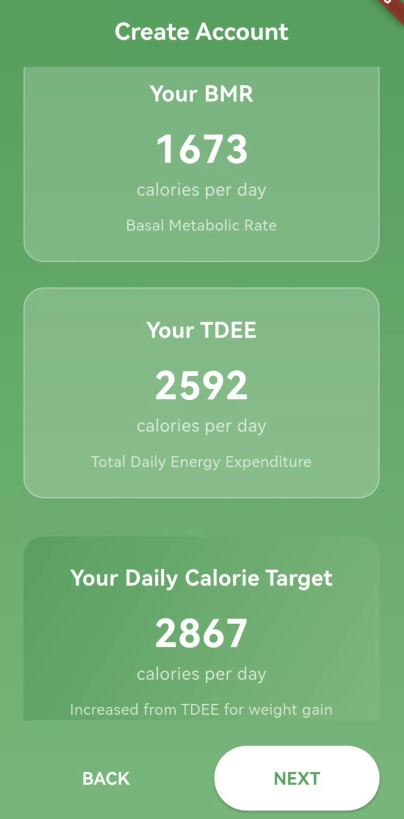 Create Account
Your BMR
1673
calories per day
Basal Metabolic Rate
Your TDEE
2592
calories per day
Total Daily Energy Expenditure
Your Daily Calorie Target
2867
calories per day
Increased from TDEE for weight gain
BACK
NEXT